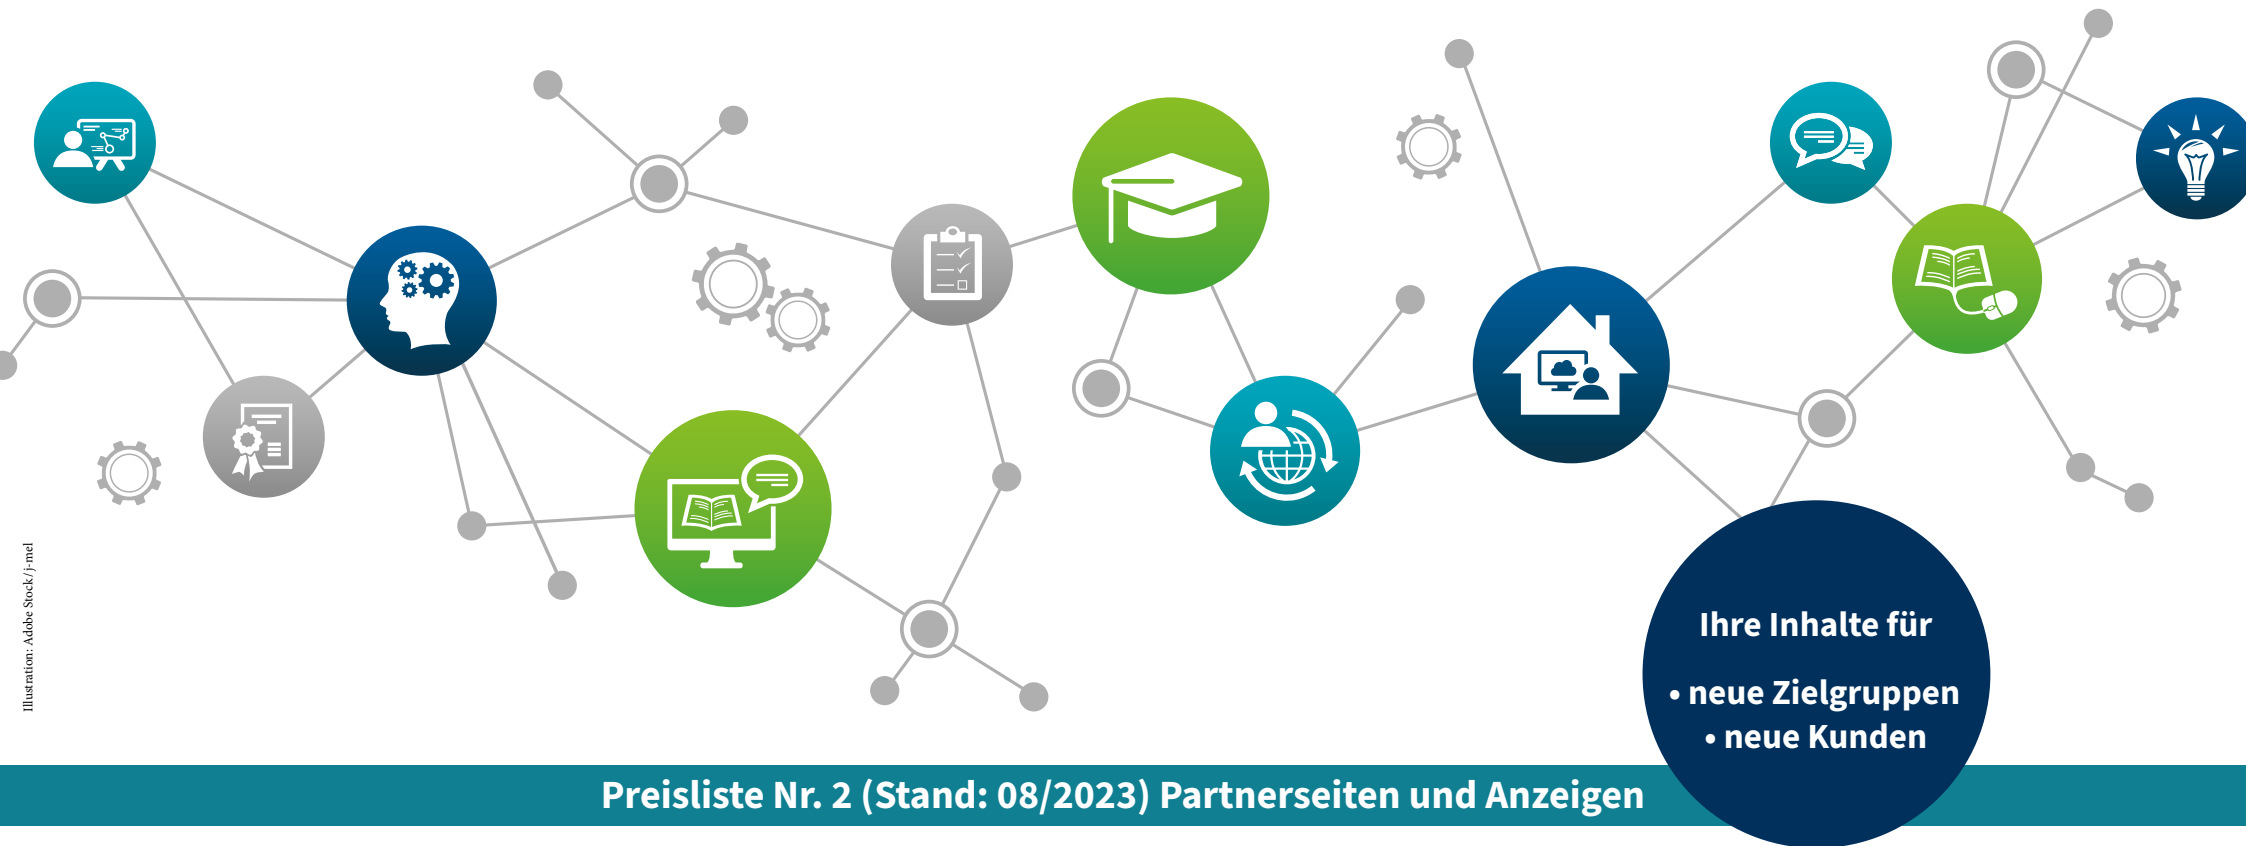 Illustration: Adobe Stock/j-mel
Ihre Inhalte für
• neue Zielgruppen
• neue Kunden
Preisliste Nr. 2 (Stand: 08/2023) Partnerseiten und Anzeigen